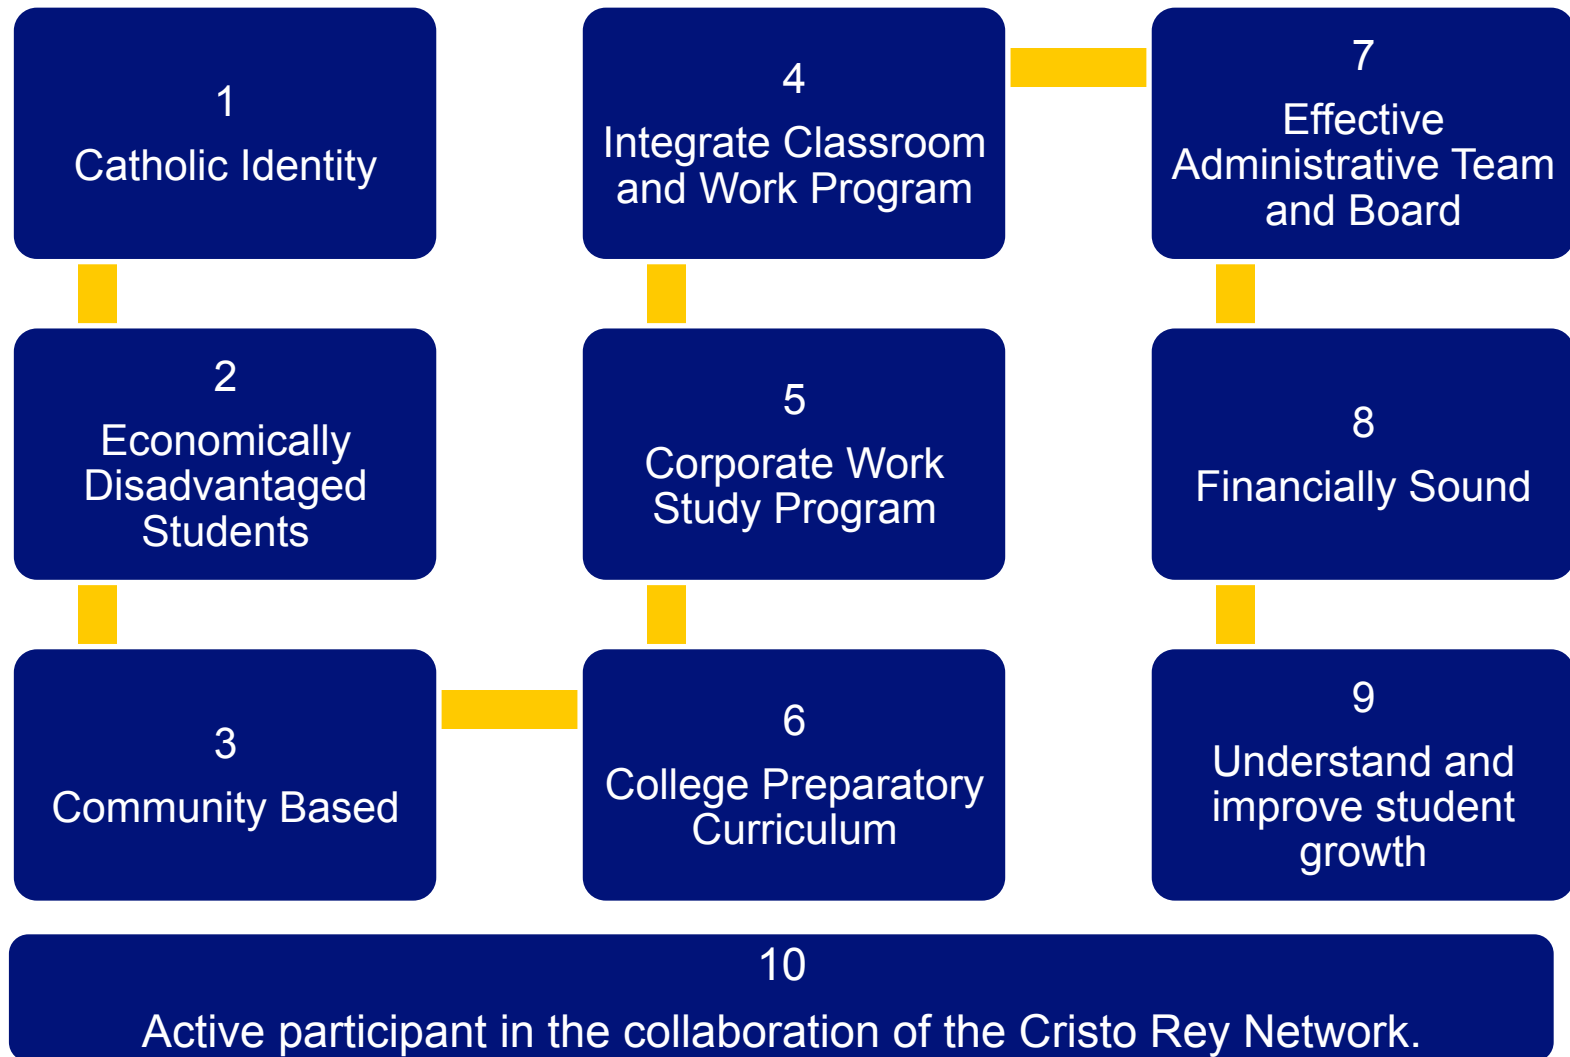 1
Catholic Identity
2
Economically
Disadvantaged
Students
3
Community Based
4
Integrate Classroom
and Work Program
5
Corporate Work
Study Program
6
College Preparatory
Curriculum
7
Effective
Administrative Team
and Board
8
Financially Sound
9
Understand and
improve student
growth
10
Active participant in the collaboration of the Cristo Rey Network.